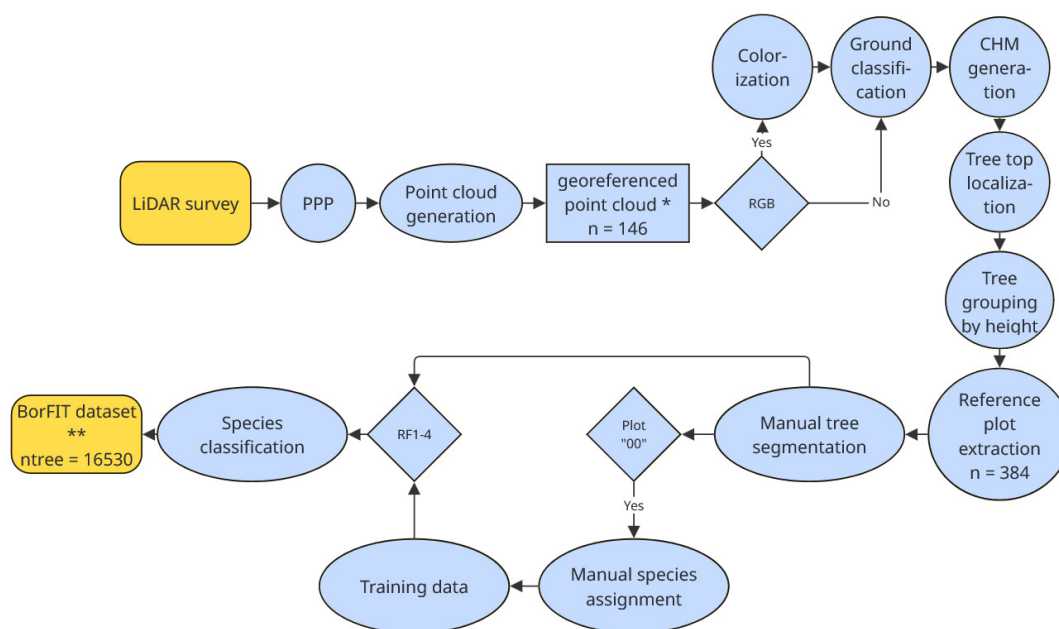 LiDAR survey
PPP
Point cloud
generation
georeferenced
point cloud *
n = 146
RGB
Yes
No
Color-
ization
Ground
classifi-
cation
CHM
genera-
tion
Tree top
localiza-
tion
Tree
grouping
by height
Reference
plot
extraction
n = 384
Manual tree
segmentation
Plot
"00"
Yes
Manual species
assignment
Training data
RF1-4
Species
classification
BorFIT dataset
**
ntree = 16530